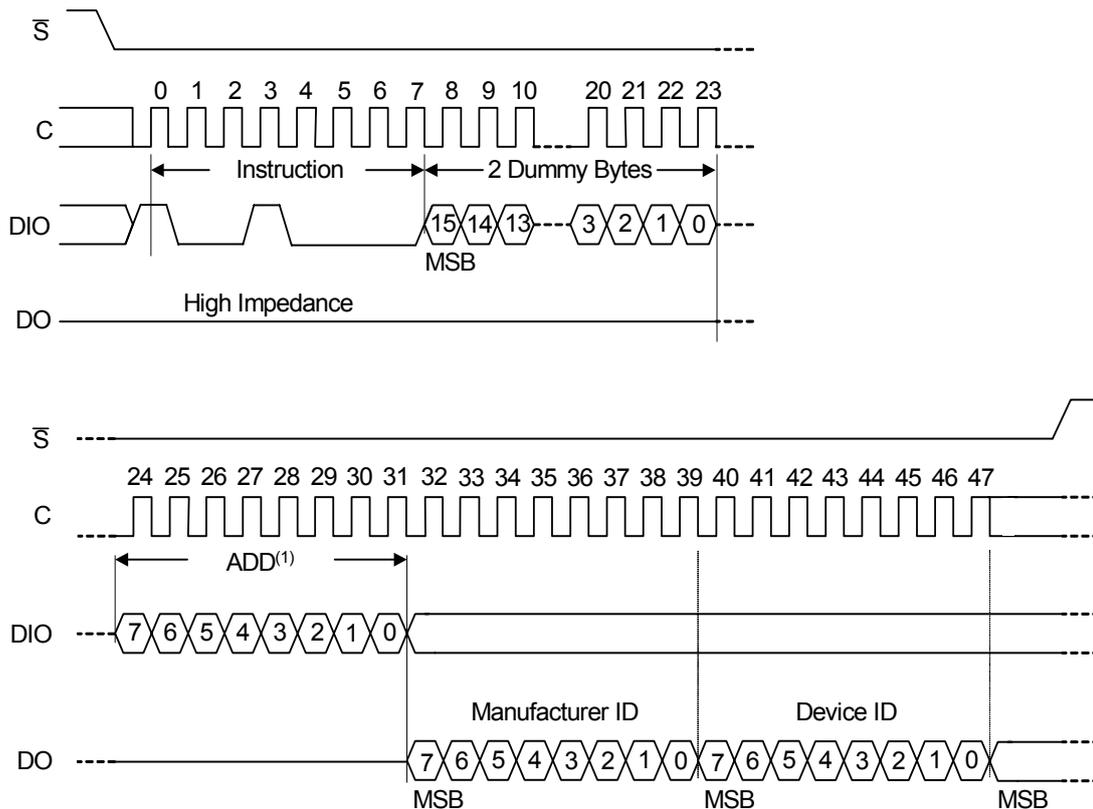 S̅
0 1 2 3 4 5 6 7 8 9 10 20 21 22 23
C
Instruction 2 Dummy Bytes
DIO 15 14 13 3 2 1 0
MSB
High Impedance
DO
S̅
24 25 26 27 28 29 30 31 32 33 34 35 36 37 38 39 40 41 42 43 44 45 46 47
C
ADD(1)
DIO 7 6 5 4 3 2 1 0
Manufacturer ID Device ID
DO 7 6 5 4 3 2 1 0 7 6 5 4 3 2 1 0
MSB MSB MSB